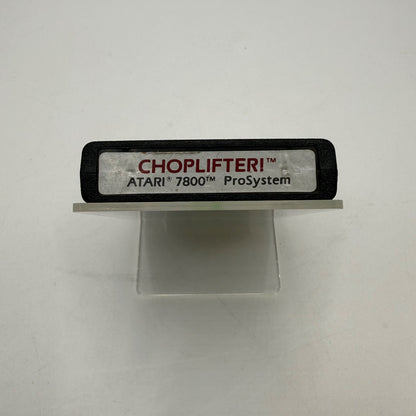 CHOPLIFTER!™
ATARI® 7800™ ProSystem